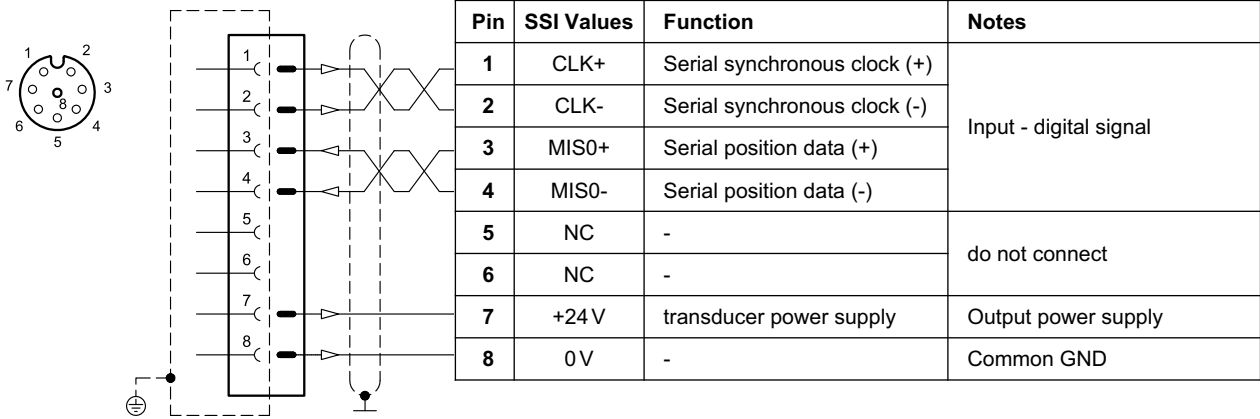 1
2
3
4
5
6
7
8
1
2
3
4
5
6
7
8
Pin SSI Values Function Notes
1 CLK+ Serial synchronous clock (+)
2 CLK- Serial synchronous clock (-)
Input - digital signal
3 MIS0+ Serial position data (+)
4 MIS0- Serial position data (-)
5 NC -
do not connect
6 NC -
7 +24 V transducer power supply Output power supply
8 0 V - Common GND